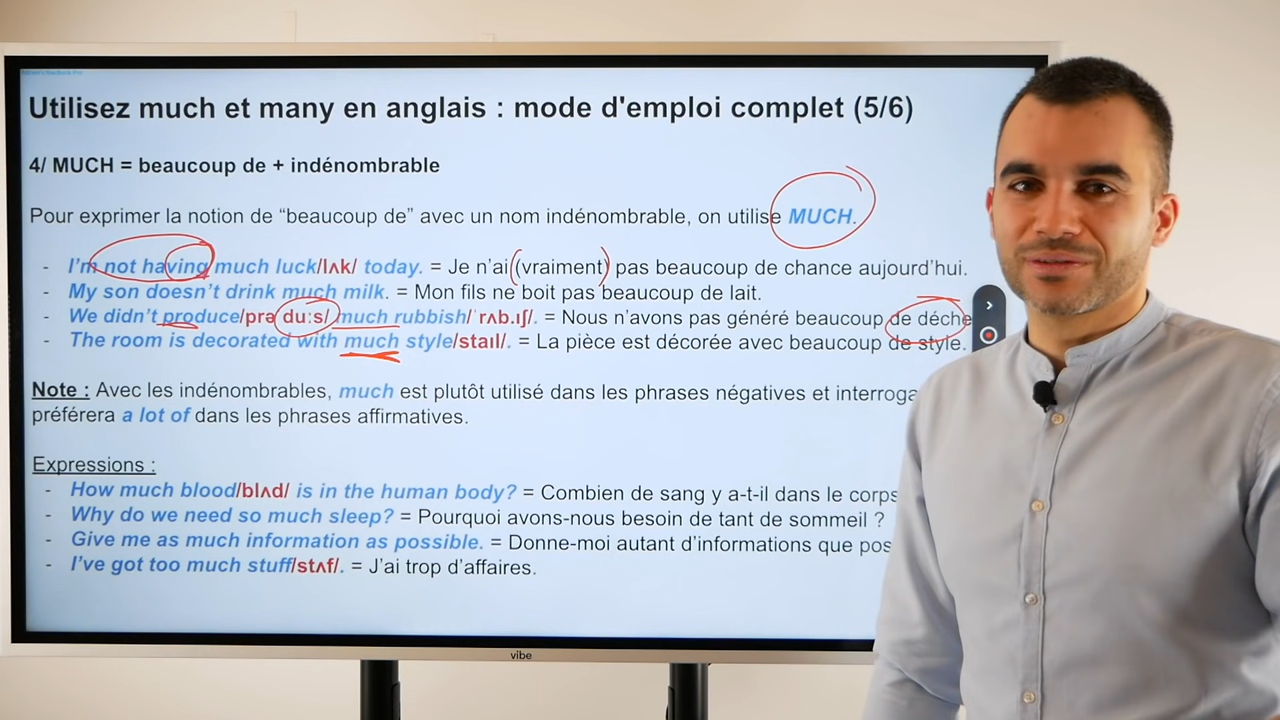 Utilisez much et many en anglais : mode d'emploi complet (5/6)
4/ MUCH = beaucoup de + indénombrable
Pour exprimer la notion de “beaucoup de” avec un nom indénombrable, on utilise MUCH.
- I’m not having much luck/lʌk/ today. = Je n’ai (vraiment) pas beaucoup de chance aujourd’hui.
- My son doesn’t drink much milk. = Mon fils ne boit pas beaucoup de lait.
- We didn’t produce/prəˈduːs/ much rubbish/ˈrʌb.ɪʃ/. = Nous n’avons pas généré beaucoup de déche
- The room is decorated with much style/staɪl/. = La pièce est décorée avec beaucoup de style.
Note : Avec les indénombrables, much est plutôt utilisé dans les phrases négatives et interroga
préférera a lot of dans les phrases affirmatives.
Expressions :
- How much blood/blʌd/ is in the human body? = Combien de sang y a-t-il dans le corps
- Why do we need so much sleep? = Pourquoi avons-nous besoin de tant de sommeil ?
- Give me as much information as possible. = Donne-moi autant d’informations que pos
- I’ve got too much stuff/stʌf/. = J’ai trop d’affaires.
vibe